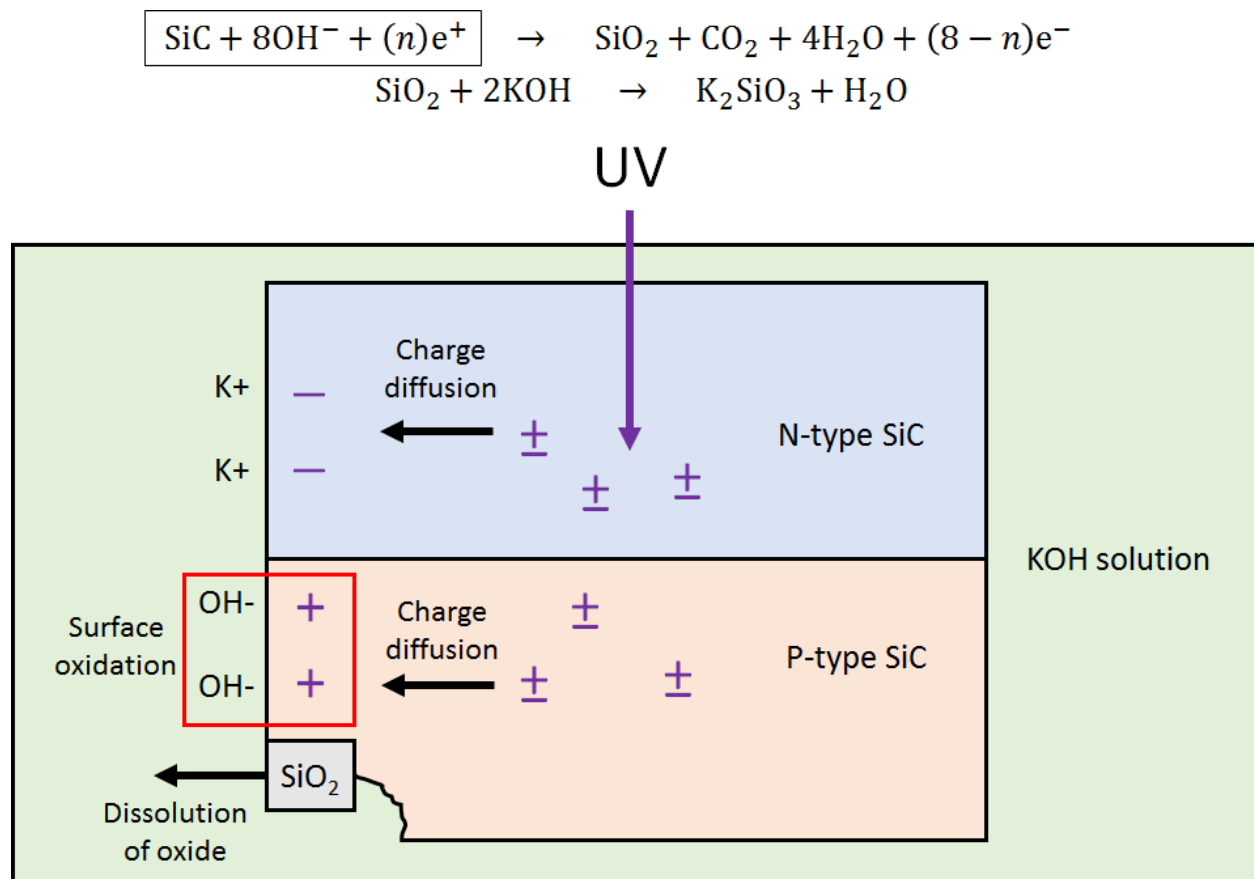 SiC + 8OH⁻ + (n)e⁺ → SiO₂ + CO₂ + 4H₂O + (8 − n)e⁻
SiO₂ + 2KOH → K₂SiO₃ + H₂O
UV
Charge
diffusion
K+ —
K+ —
±
± ±
N-type SiC
KOH solution
Surface
oxidation
OH- +
OH- +
Charge
diffusion
±
± ±
P-type SiC
SiO₂
Dissolution
of oxide